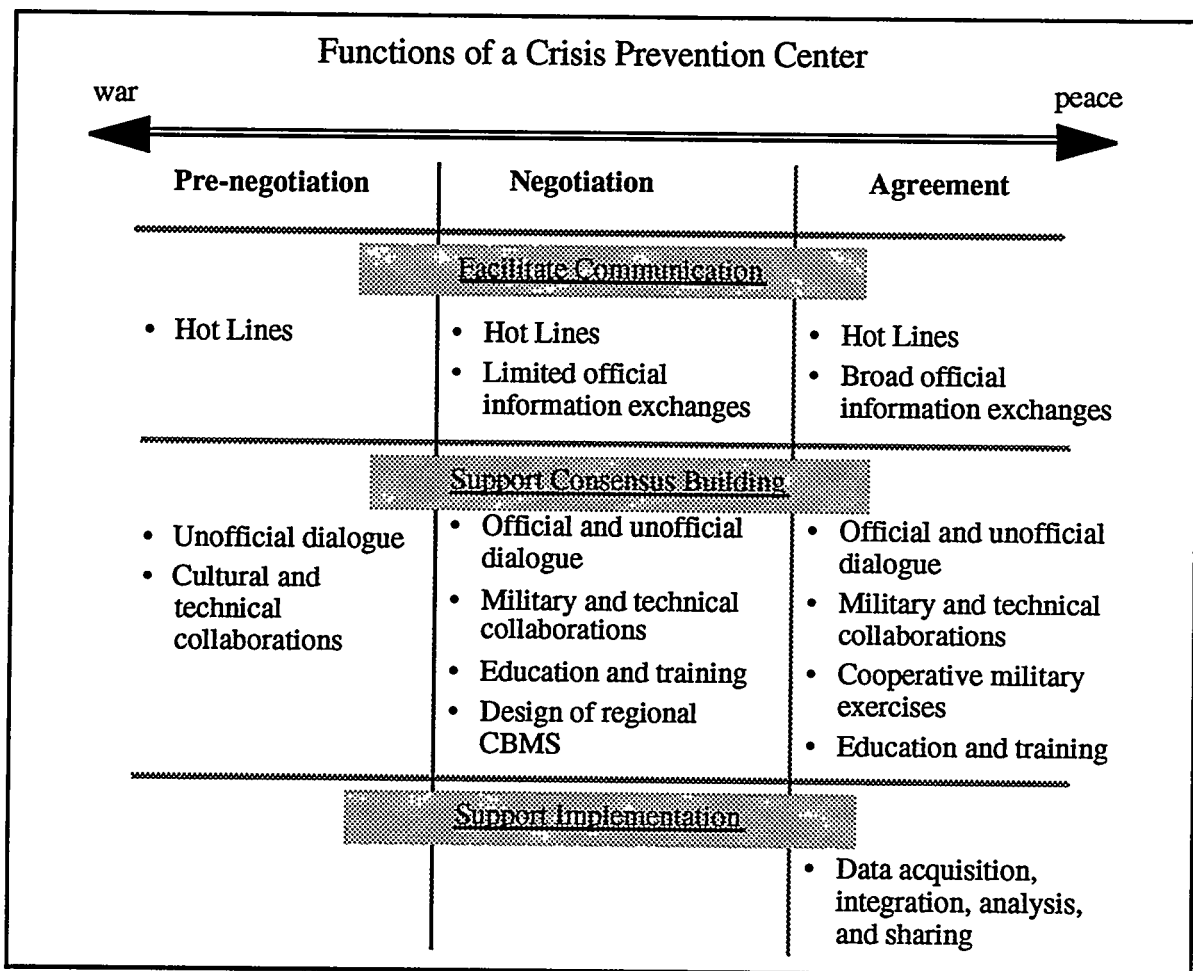 Functions of a Crisis Prevention Center
war
peace
Pre-negotiation
Negotiation
Agreement
Facilitate Communication
• Hot Lines
• Hot Lines
• Limited official
information exchanges
• Hot Lines
• Broad official
information exchanges
Support Consensus Building
• Unofficial dialogue
• Cultural and
technical
collaborations
• Official and unofficial
dialogue
• Military and technical
collaborations
• Education and training
• Design of regional
CBMS
• Official and unofficial
dialogue
• Military and technical
collaborations
• Cooperative military
exercises
• Education and training
Support Implementation
• Data acquisition,
integration, analysis,
and sharing